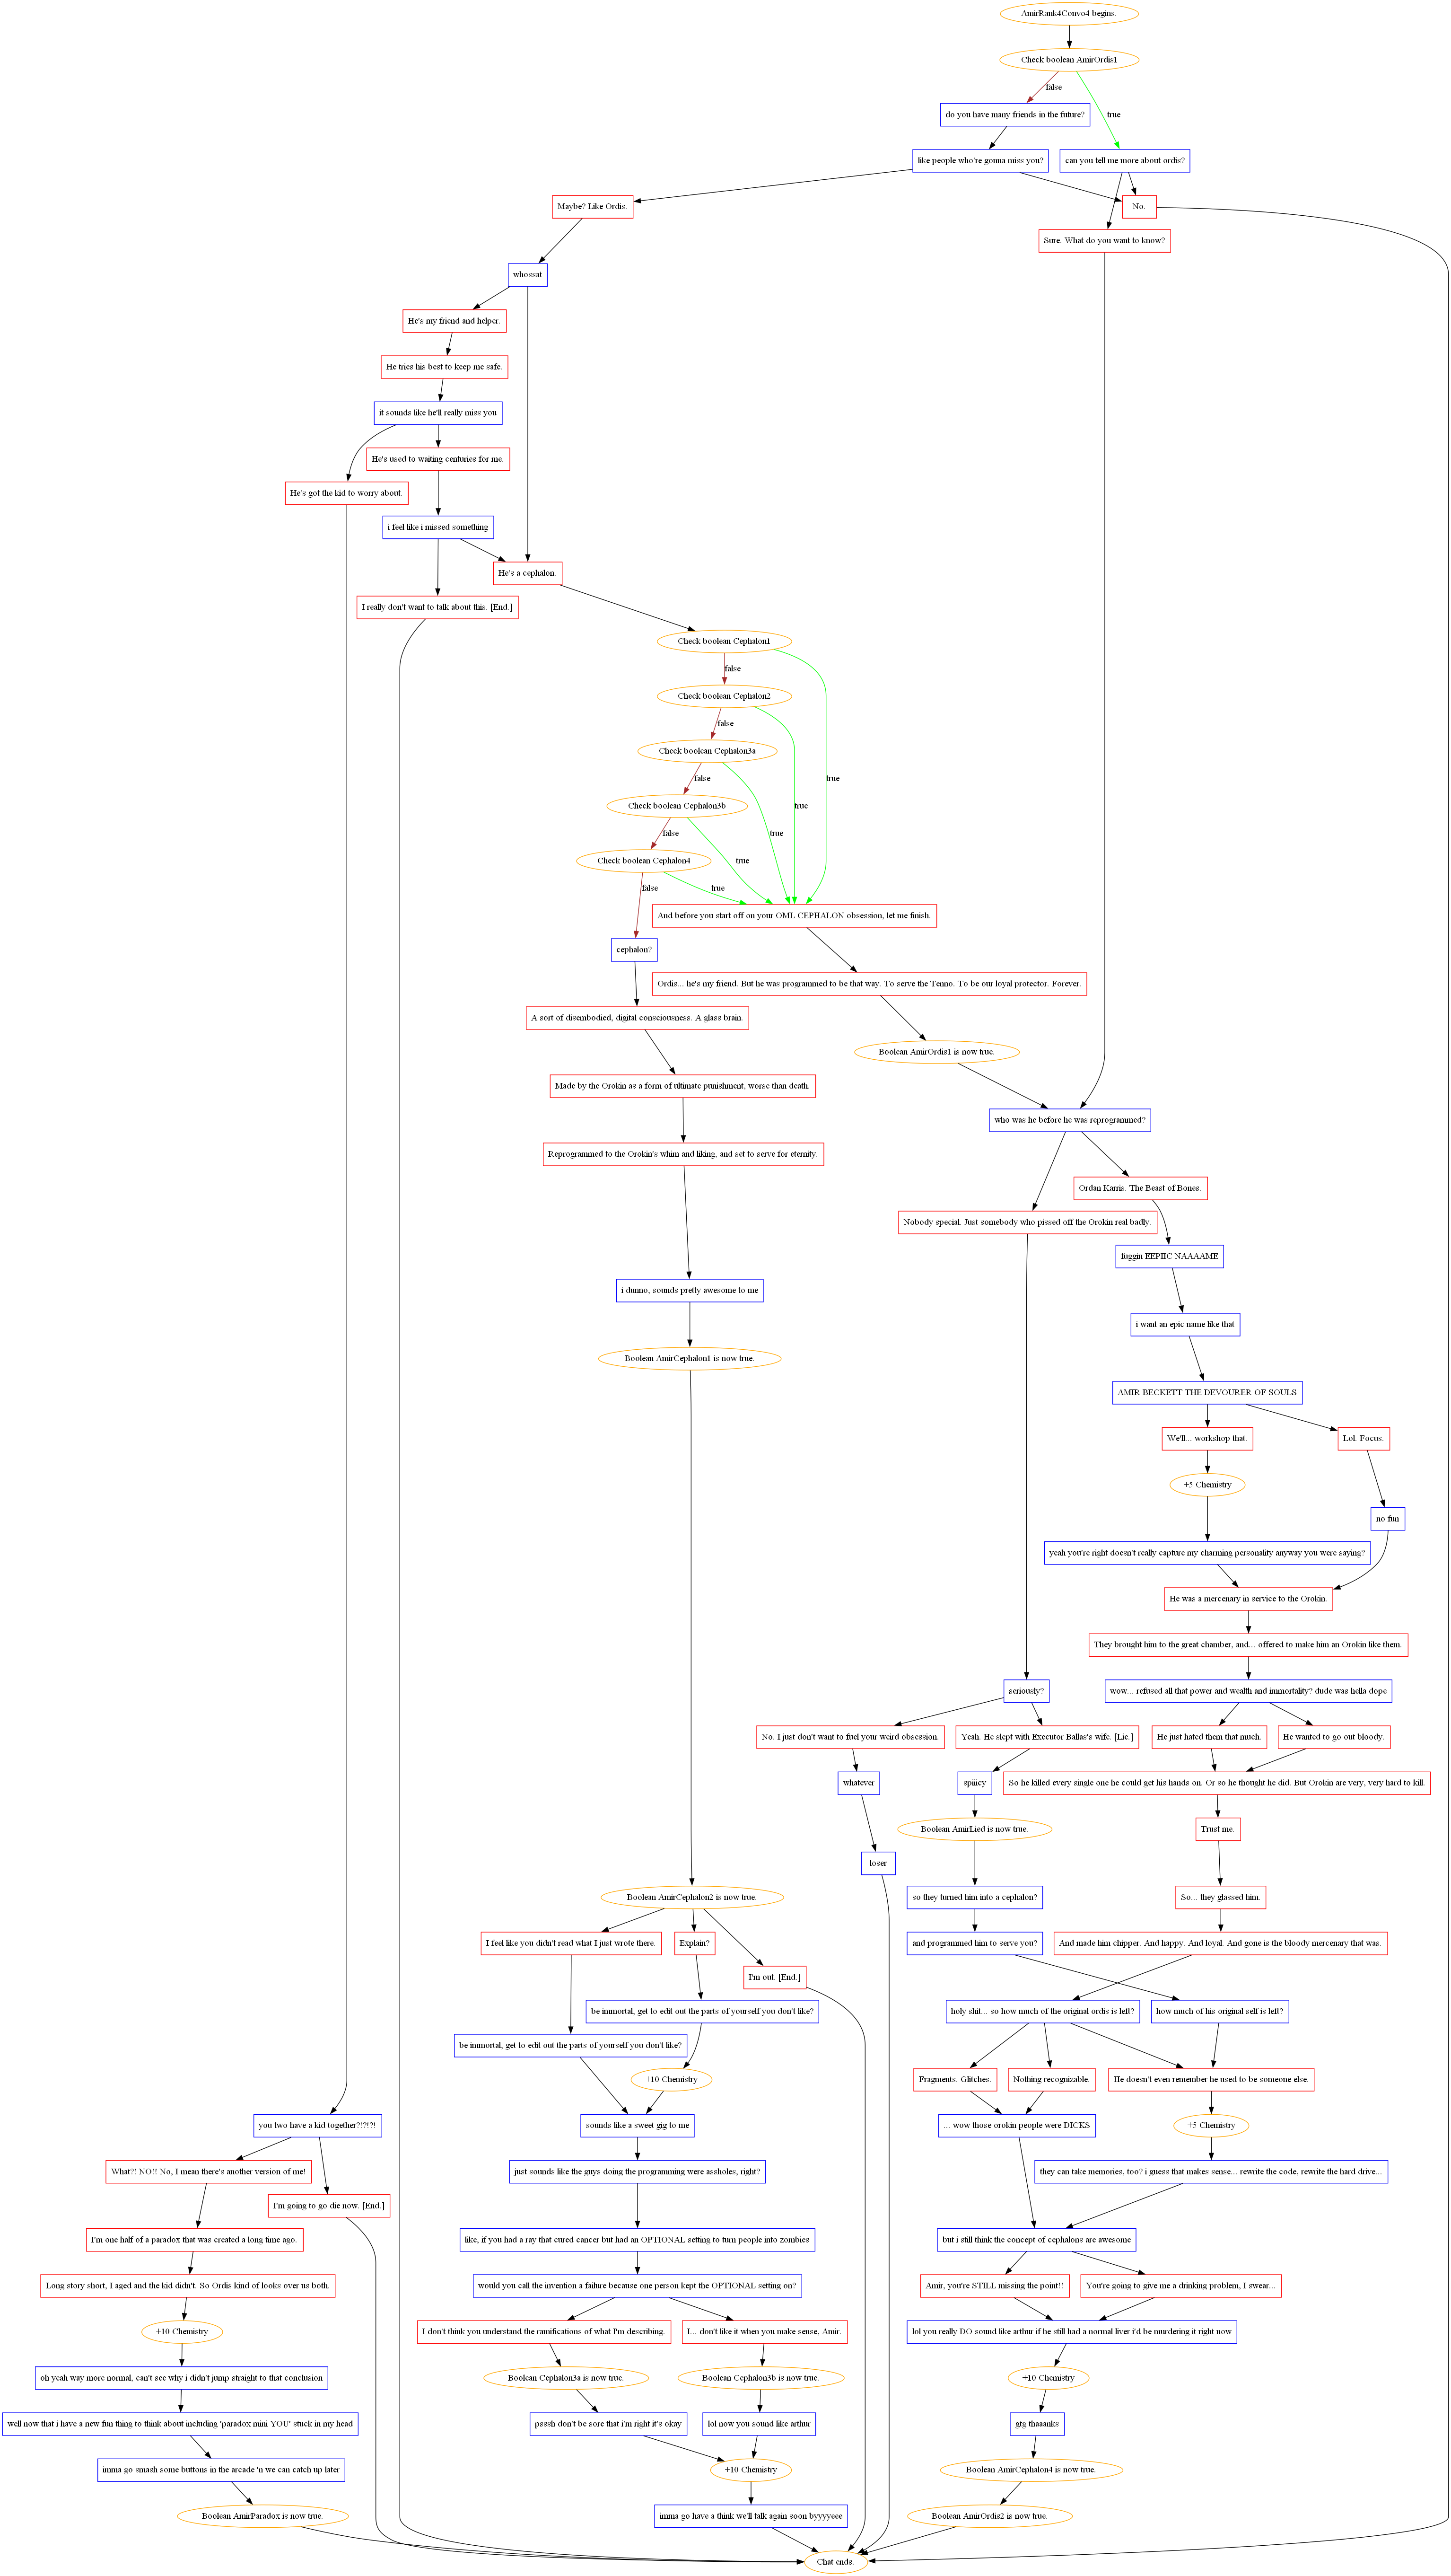 AmirRank4Convo4 begins.
Check boolean AmirOrdis1
false
true
do you have many friends in the future?
like people who're gonna miss you?
can you tell me more about ordis?
Maybe? Like Ordis.
No.
Sure. What do you want to know?
whossat
He's my friend and helper.
He tries his best to keep me safe.
it sounds like he'll really miss you
He's used to waiting centuries for me.
He's got the kid to worry about.
i feel like i missed something
He's a cephalon.
I really don't want to talk about this. [End.]
Check boolean Cephalon1
false
Check boolean Cephalon2
false
Check boolean Cephalon3a
false
true
true
true
Check boolean Cephalon3b
false
true
Check boolean Cephalon4
false
true
And before you start off on your OML CEPHALON obsession, let me finish.
cephalon?
Ordis... he's my friend. But he was programmed to be that way. To serve the Tenno. To be our loyal protector. Forever.
A sort of disembodied, digital consciousness. A glass brain.
Boolean AmirOrdis1 is now true.
Made by the Orokin as a form of ultimate punishment, worse than death.
who was he before he was reprogrammed?
Reprogrammed to the Orokin's whim and liking, and set to serve for eternity.
Ordan Karris. The Beast of Bones.
Nobody special. Just somebody who pissed off the Orokin real badly.
fuggin EEPIIC NAAAAME
i dunno, sounds pretty awesome to me
i want an epic name like that
Boolean AmirCephalon1 is now true.
AMIR BECKETT THE DEVOURER OF SOULS
We'll... workshop that.
Lol. Focus.
+5 Chemistry
no fun
yeah you're right doesn't really capture my charming personality anyway you were saying?
He was a mercenary in service to the Orokin.
They brought him to the great chamber, and... offered to make him an Orokin like them.
seriously?
wow... refused all that power and wealth and immortality? dude was hella dope
No. I just don't want to fuel your weird obsession.
Yeah. He slept with Executor Ballas's wife. [Lie.]
He just hated them that much.
He wanted to go out bloody.
whatever
spiiicy
So he killed every single one he could get his hands on. Or so he thought he did. But Orokin are very, very hard to kill.
Boolean AmirLied is now true.
Trust me.
loser
Boolean AmirCephalon2 is now true.
so they turned him into a cephalon?
So... they glassed him.
I feel like you didn't read what I just wrote there.
Explain?
and programmed him to serve you?
And made him chipper. And happy. And loyal. And gone is the bloody mercenary that was.
I'm out. [End.]
be immortal, get to edit out the parts of yourself you don't like?
holy shit... so how much of the original ordis is left?
how much of his original self is left?
be immortal, get to edit out the parts of yourself you don't like?
+10 Chemistry
Fragments. Glitches.
Nothing recognizable.
He doesn't even remember he used to be someone else.
you two have a kid together?!?!?!
sounds like a sweet gig to me
... wow those orokin people were DICKS
+5 Chemistry
What?! NO!! No, I mean there's another version of me!
just sounds like the guys doing the programming were assholes, right?
they can take memories, too? i guess that makes sense... rewrite the code, rewrite the hard drive...
I'm going to go die now. [End.]
I'm one half of a paradox that was created a long time ago.
like, if you had a ray that cured cancer but had an OPTIONAL setting to turn people into zombies
but i still think the concept of cephalons are awesome
Long story short, I aged and the kid didn't. So Ordis kind of looks over us both.
would you call the invention a failure because one person kept the OPTIONAL setting on?
Amir, you're STILL missing the point!!
You're going to give me a drinking problem, I swear...
+10 Chemistry
I don't think you understand the ramifications of what I'm describing.
I... don't like it when you make sense, Amir.
lol you really DO sound like arthur if he still had a normal liver i'd be murdering it right now
oh yeah way more normal, can't see why i didn't jump straight to that conclusion
Boolean Cephalon3a is now true.
Boolean Cephalon3b is now true.
+10 Chemistry
well now that i have a new fun thing to think about including 'paradox mini YOU' stuck in my head
psssh don't be sore that i'm right it's okay
lol now you sound like arthur
gtg thaaanks
imma go smash some buttons in the arcade 'n we can catch up later
+10 Chemistry
Boolean AmirCephalon4 is now true.
Boolean AmirParadox is now true.
imma go have a think we'll talk again soon byyyyeee
Boolean AmirOrdis2 is now true.
Chat ends.